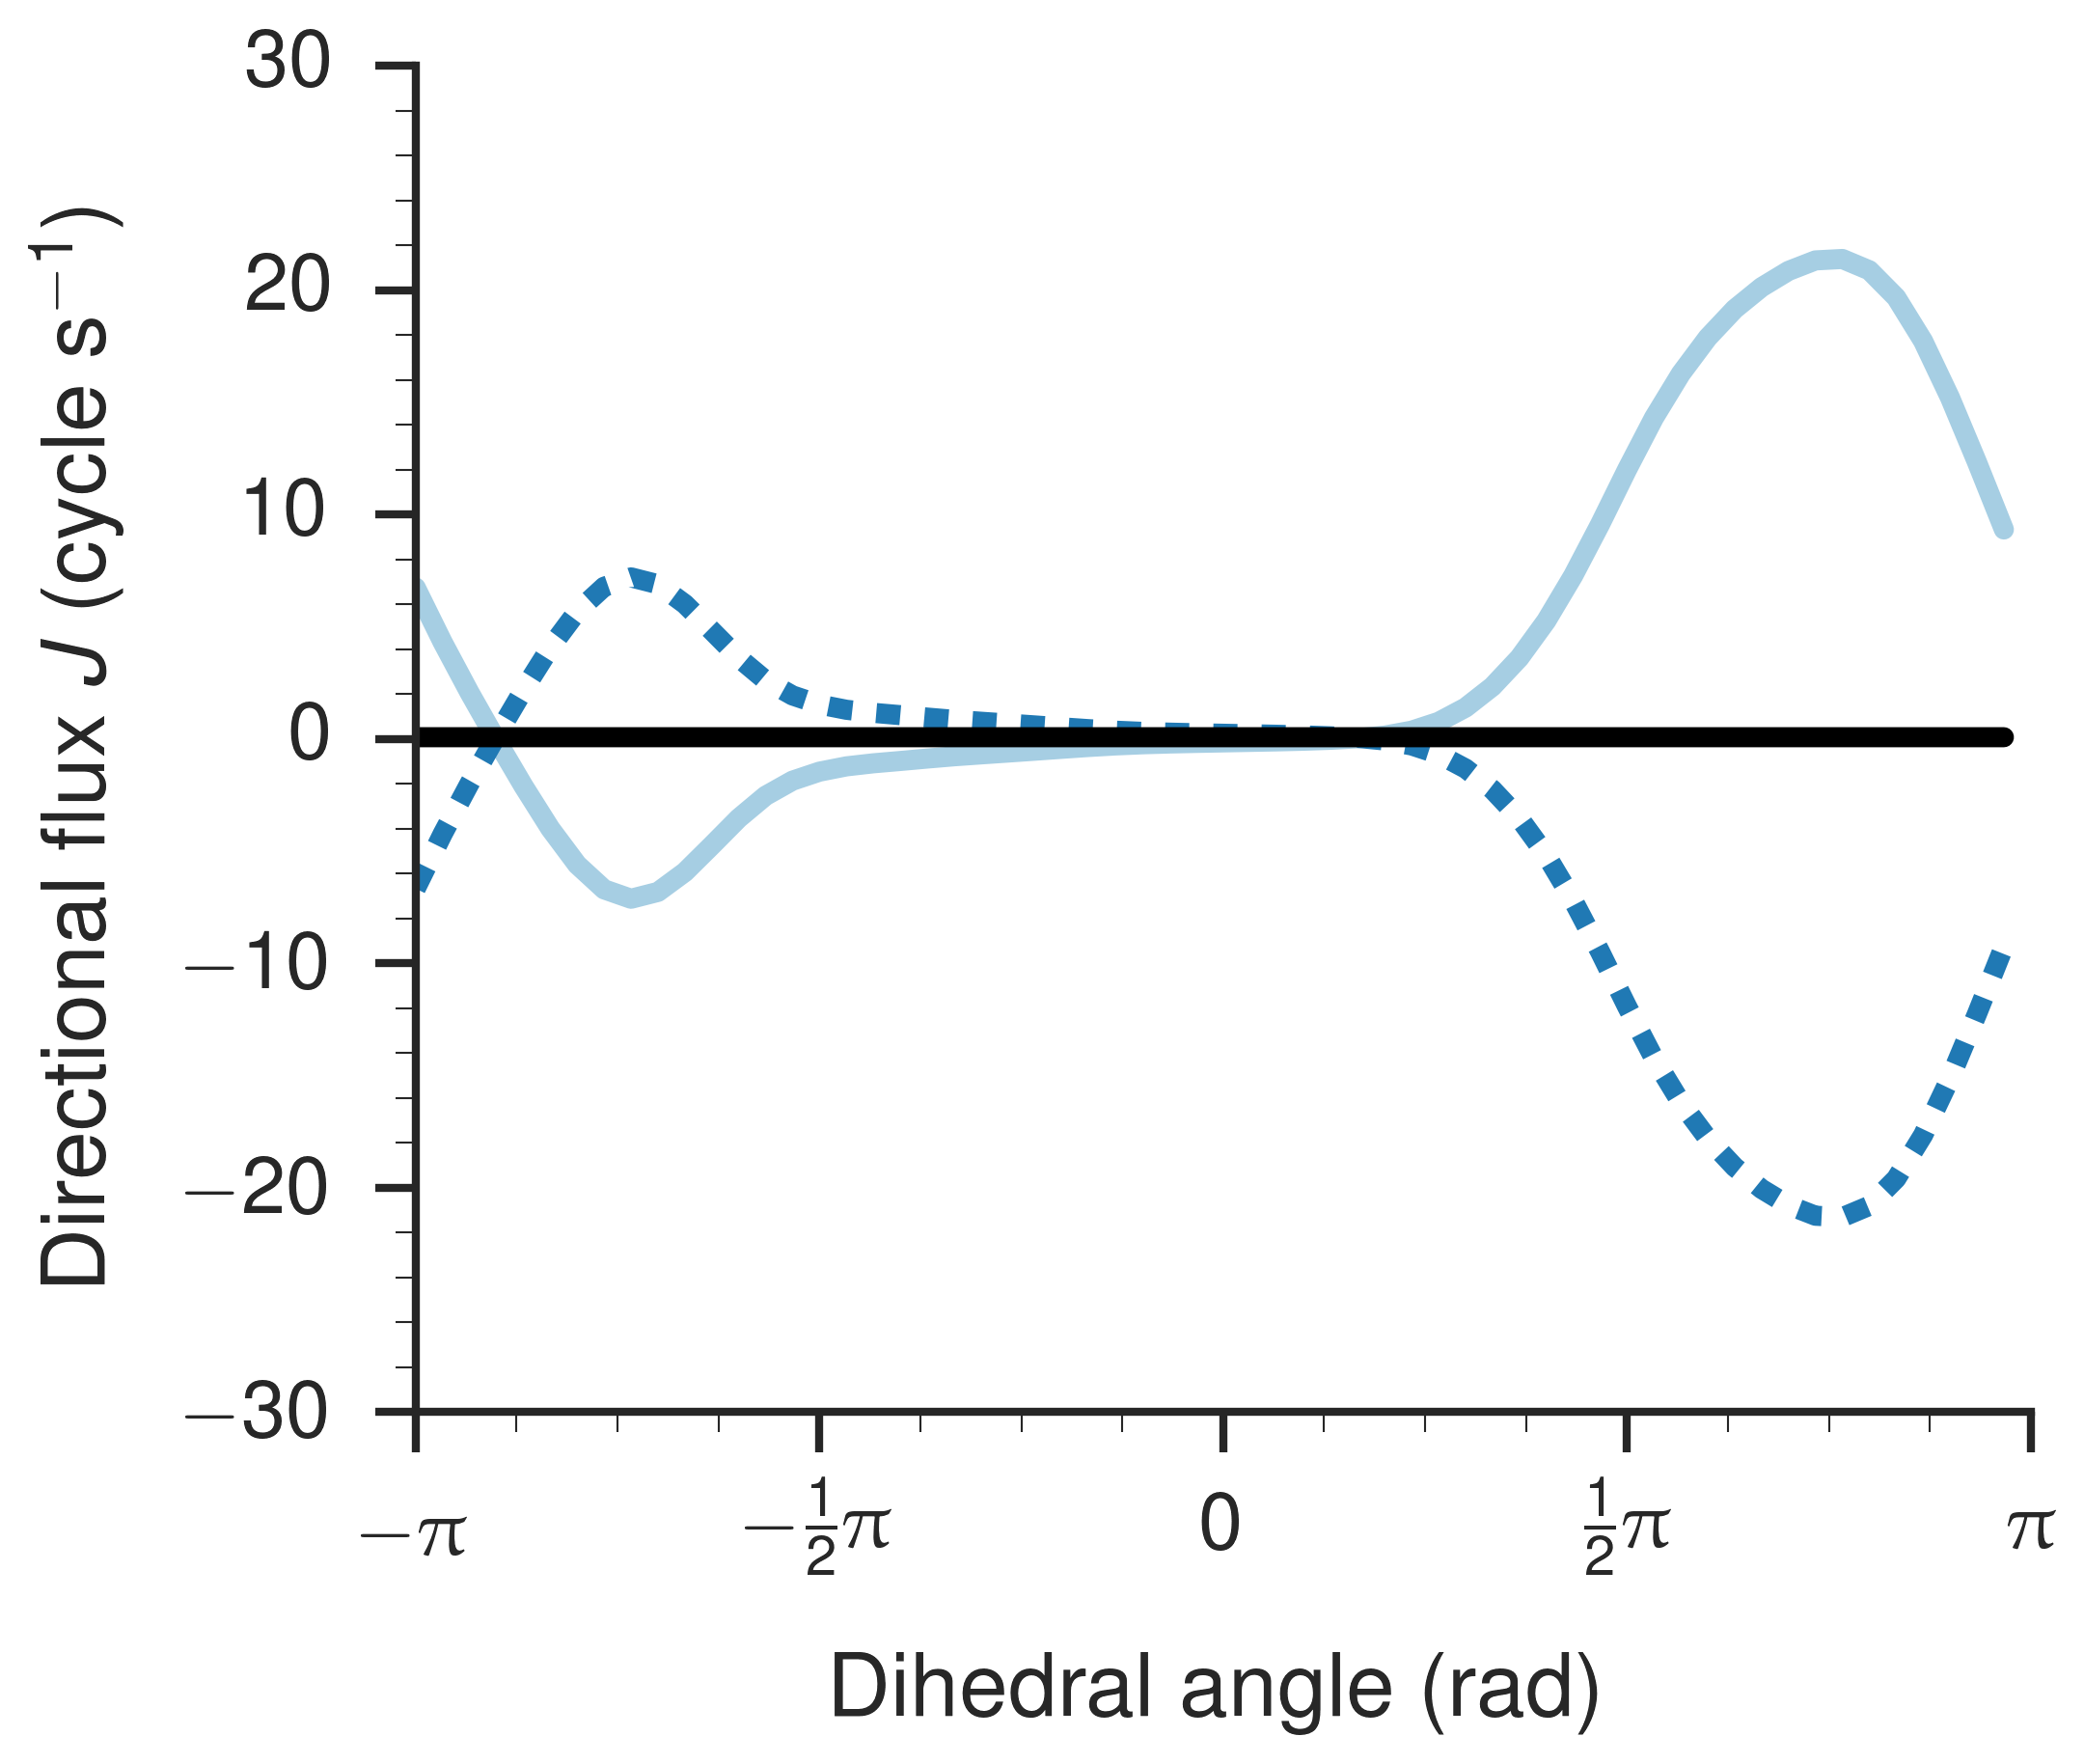 Directional flux J (cycle s⁻¹)
30
20
10
0
−10
−20
−30
−π
−½π
0
½π
π
Dihedral angle (rad)